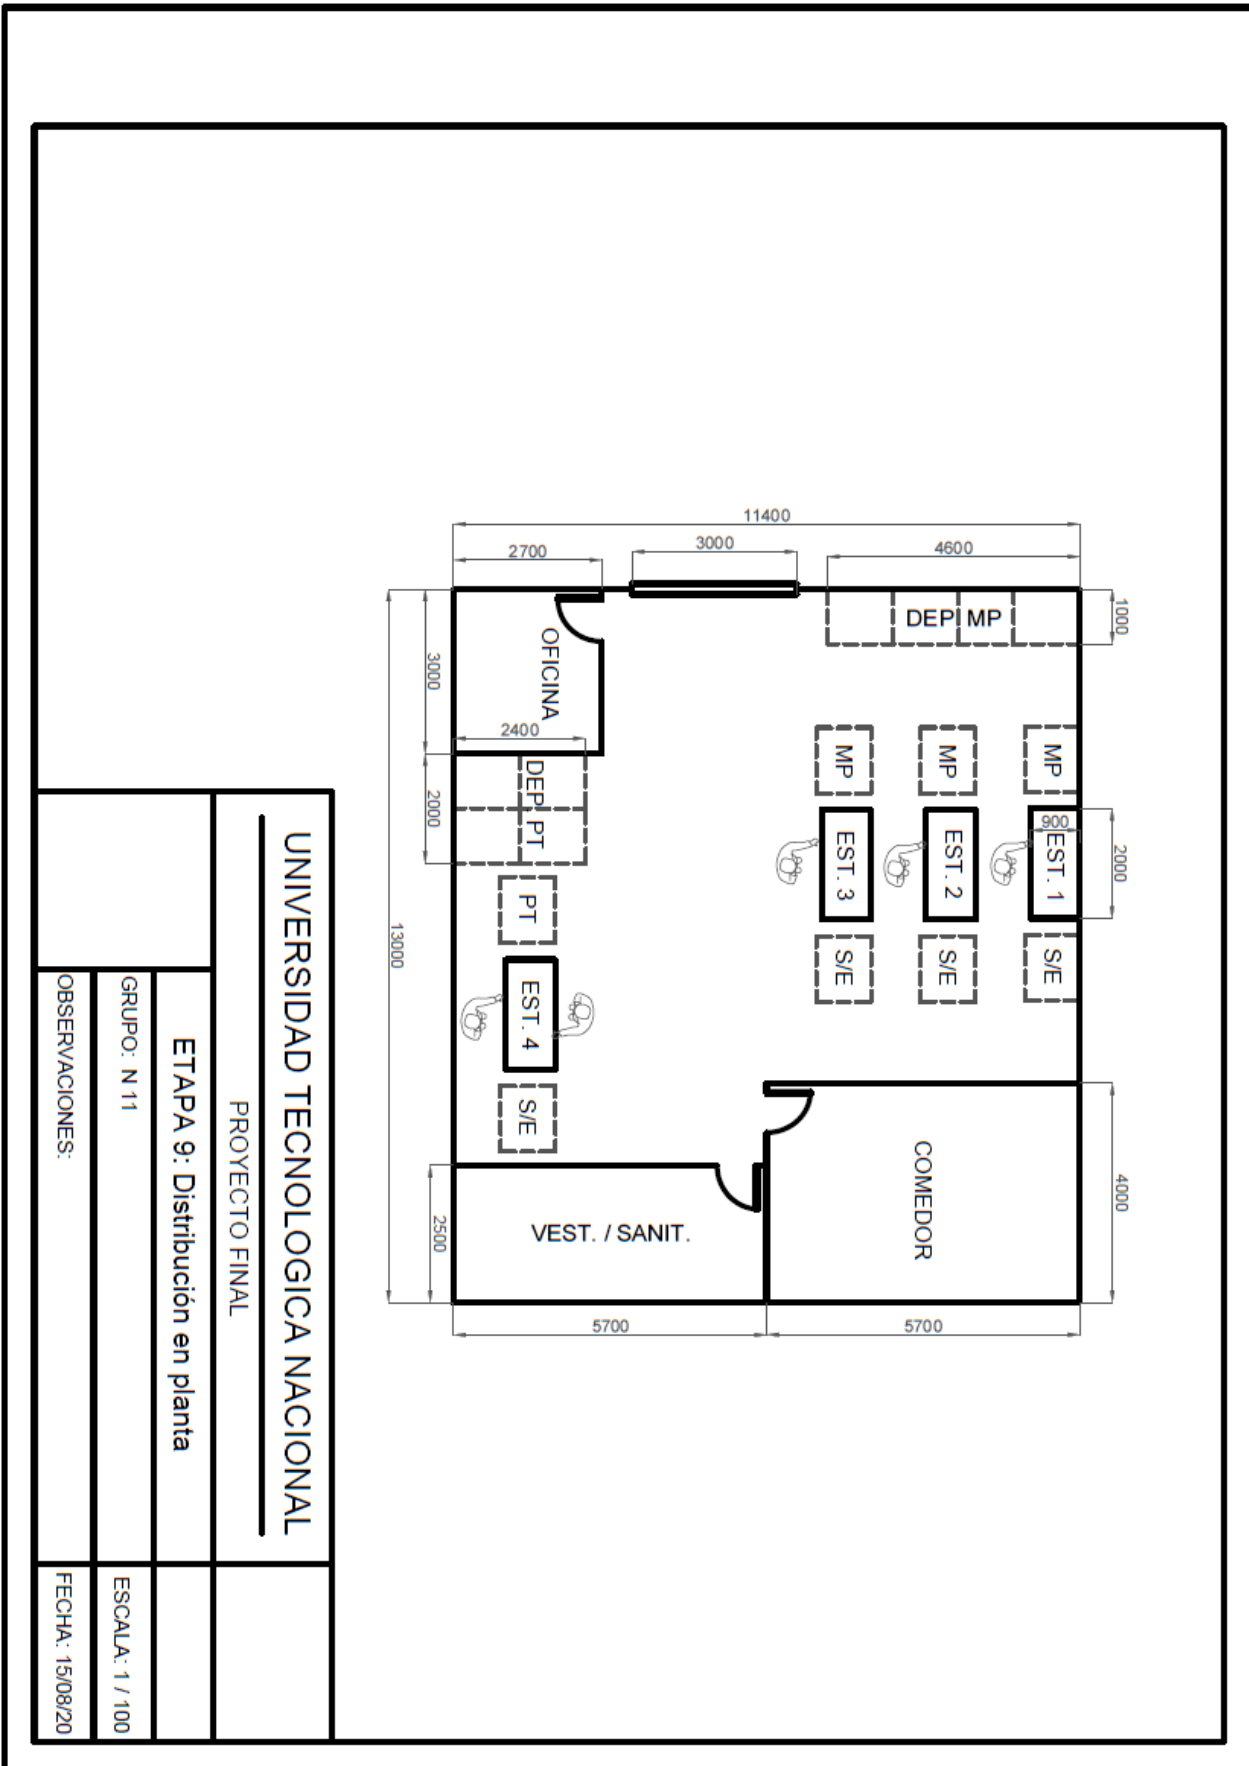 11400
2700
3000
4600
1000
DEP MP
OFICINA
3000
2400
MP
MP
MP
DEP PT
2000
900
2000
EST. 3
EST. 2
EST. 1
PT
13000
S/E
S/E
S/E
EST. 4
S/E
COMEDOR
4000
VEST. / SANIT.
2500
5700
5700
UNIVERSIDAD TECNOLOGICA NACIONAL
PROYECTO FINAL
ETAPA 9: Distribución en planta
GRUPO: N 11
ESCALA: 1 / 100
OBSERVACIONES:
FECHA: 15/08/20